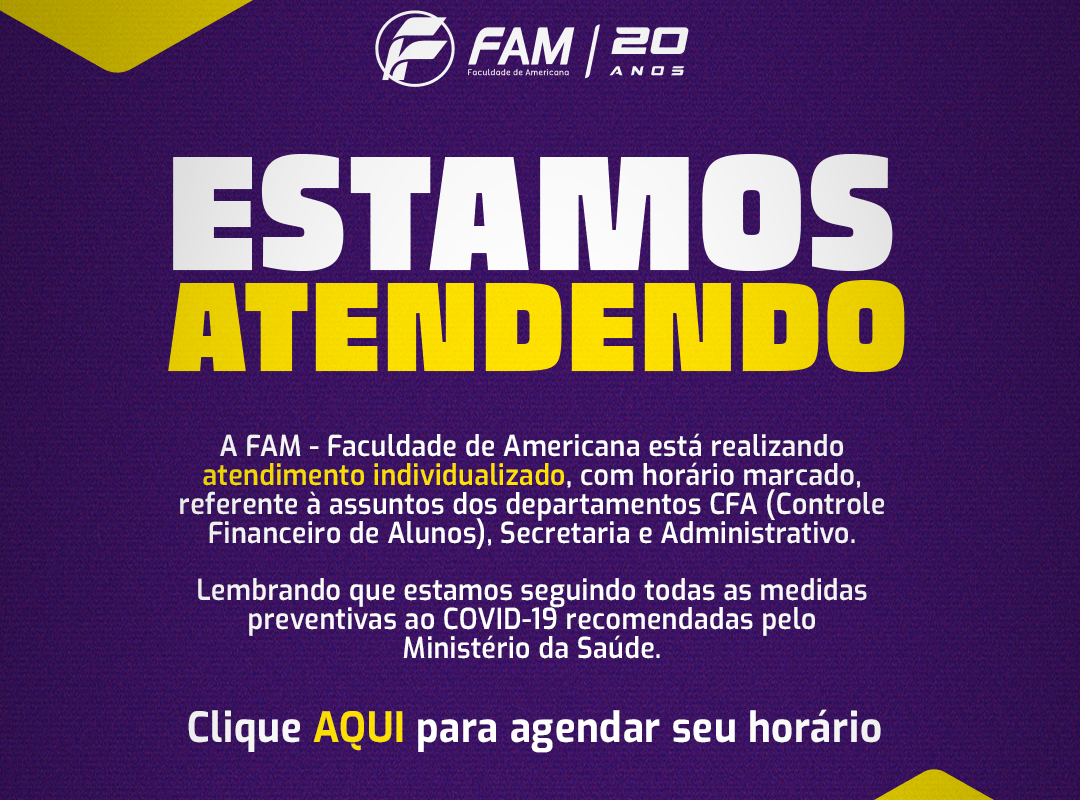 FAM
Faculdade de Americana
20
ANOS
ESTAMOS
ATENDENDO
A FAM - Faculdade de Americana está realizando
atendimento individualizado, com horário marcado,
referente à assuntos dos departamentos CFA (Controle
Financeiro de Alunos), Secretaria e Administrativo.
Lembrando que estamos seguindo todas as medidas
preventivas ao COVID-19 recomendadas pelo
Ministério da Saúde.
Clique AQUI para agendar seu horário